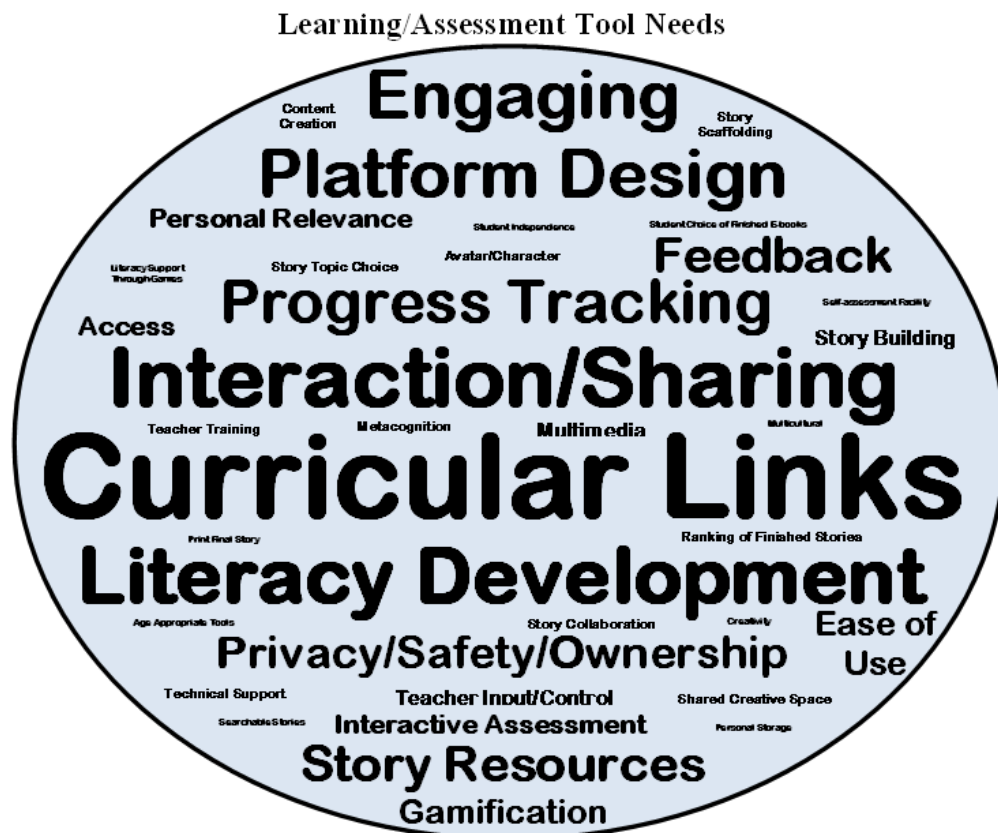 Learning/Assessment Tool Needs
Engaging
Content
Creation
Story
Scaffolding
Platform Design
Personal Relevance
Student Independence
Student Choice of Finished E-books
Avatar/Character
Feedback
Literacy Support
Through Games
Story Topic Choice
Progress Tracking
Self-assessment Facility
Access
Story Building
Interaction/Sharing
Teacher Training
Metacognition
Multimedia
Multicultural
Curricular Links
Print Final Story
Ranking of Finished Stories
Literacy Development
Age Appropriate Tools
Story Collaboration
Creativity
Ease of
Use
Privacy/Safety/Ownership
Technical Support
Teacher Input/Control
Shared Creative Space
Searchable Stories
Interactive Assessment
Personal Storage
Story Resources
Gamification